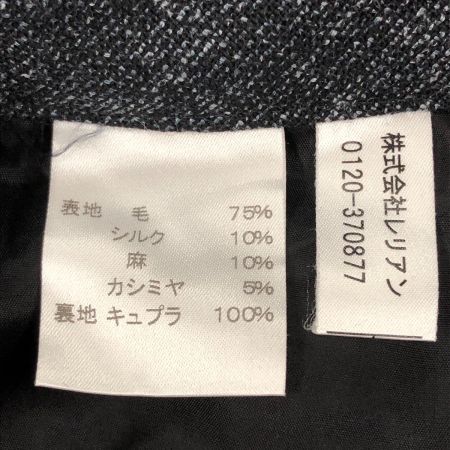 表地 毛 75%
シルク 10%
麻 10%
カシミヤ 5%
裏地 キュプラ 100%
株式会社レリアン
0120-370877